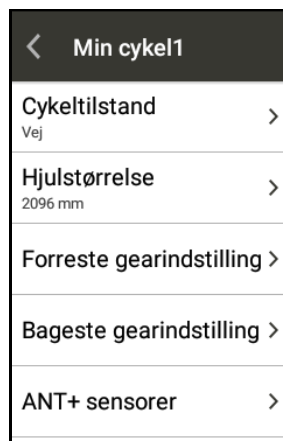 Min cykel1
Cykeltilstand
Vej
Hjulstørrelse
2096 mm
Forreste gearindstilling
Bageste gearindstilling
ANT+ sensorer